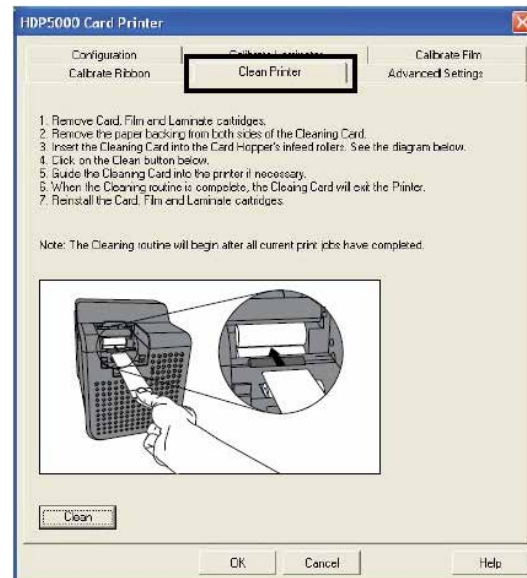 HDP5000 Card Printer
Configuration Calibrate Laminator Calibrate Film
Calibrate Ribbon Clean Printer Advanced Settings
1. Remove Card, Film and Laminate cartridges.
2. Remove the paper backing from both sides of the Cleaning Card.
3. Insert the Cleaning Card into the Card Hopper's infeed rollers. See the diagram below.
4. Click on the Clean button below.
5. Guide the Cleaning Card into the printer if necessary.
6. When the Cleaning routine is compelete, the Cleaing Card will exit the Printer.
7. Reinstall the Card, Film and Laminate cartridges.
Note: The Cleaning routine will begin after all current print jobs have completed.
Clean
OK Cancel Help